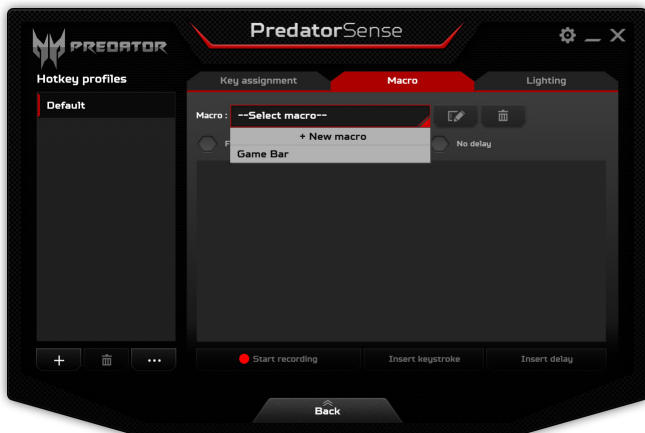 PredatorSense
PREDATOR
Hotkey profiles
Default
Key assignment
Macro
Lighting
Macro :
--Select macro--
+ New macro
Game Bar
F
No delay
Start recording
Insert keystroke
Insert delay
Back